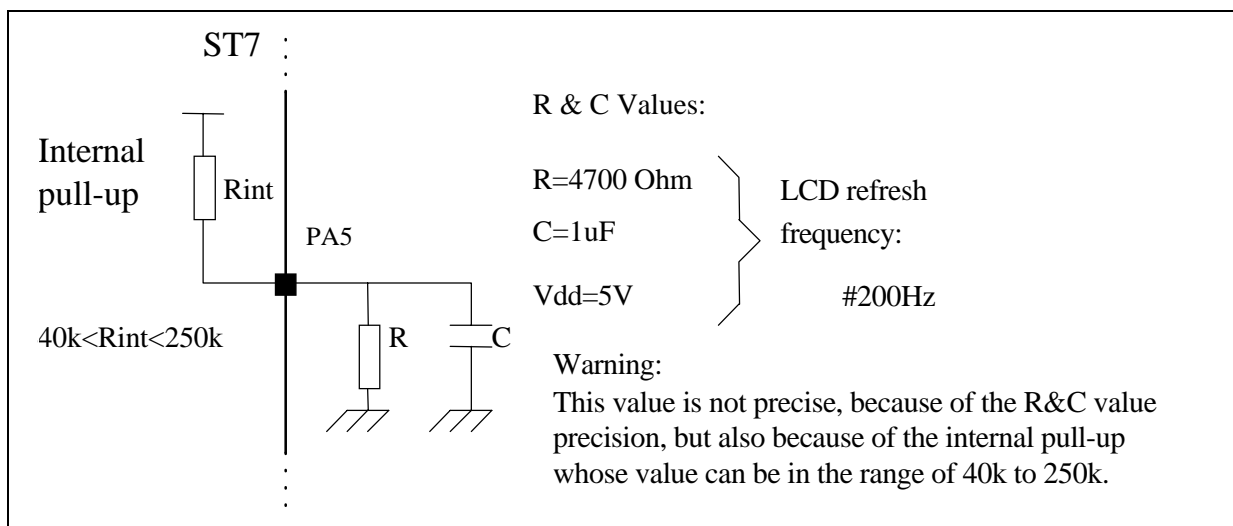 ST7
Internal
pull-up
Rint
PA5
40k<Rint<250k
R
C
R & C Values:
R=4700 Ohm
C=1uF
Vdd=5V
LCD refresh
frequency:
#200Hz
Warning:
This value is not precise, because of the R&C value
precision, but also because of the internal pull-up
whose value can be in the range of 40k to 250k.